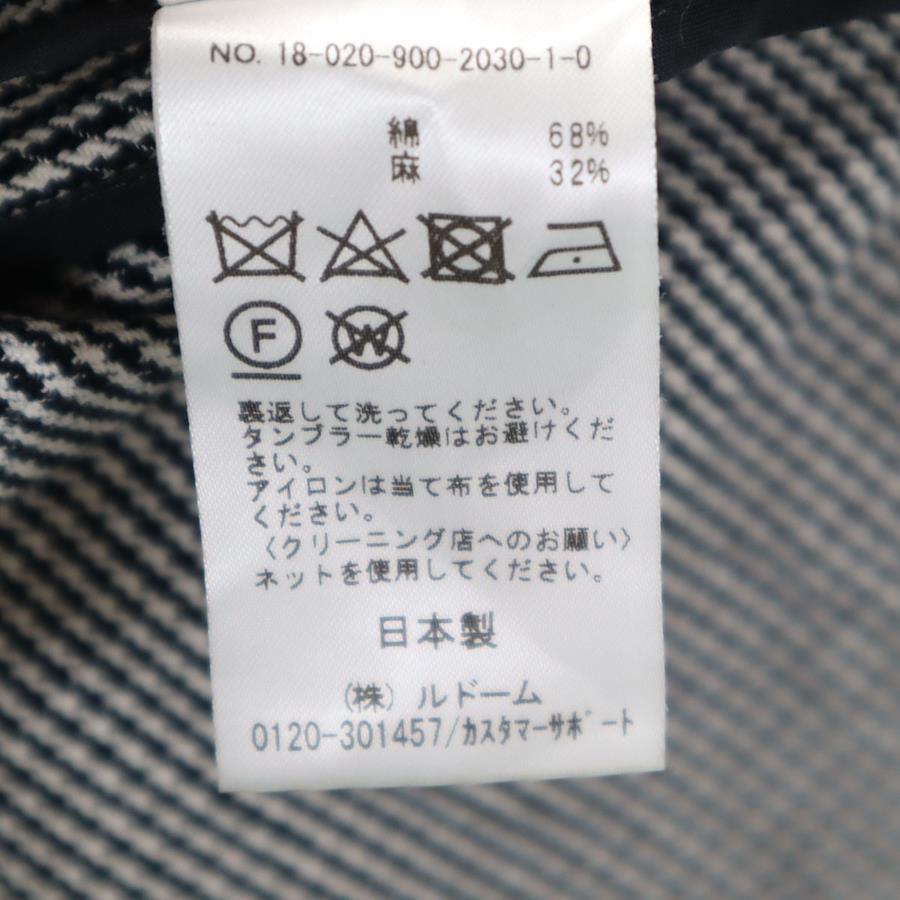 NO. 18-020-900-2030-1-0
綿 68%
麻 32%
F
W
裏返して洗ってください。
タンブラー乾燥はお避けくだ
さい。
アイロンは当て布を使用して
ください。
〈クリーニング店へのお願い〉
ネットを使用してください。
日本製
(株) ルドーム
0120-301457/カスタマーサポート